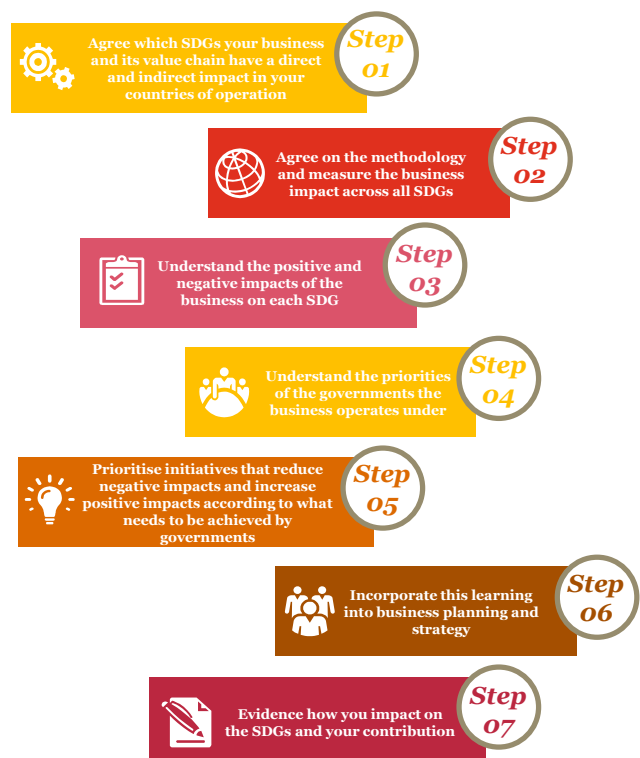 Agree which SDGs your business
and its value chain have a direct
and indirect impact in your
countries of operation
Step
01
Agree on the methodology
and measure the business
impact across all SDGs
Step
02
Understand the positive and
negative impacts of the
business on each SDG
Step
03
Understand the priorities
of the governments the
business operates under
Step
04
Prioritise initiatives that reduce
negative impacts and increase
positive impacts according to what
needs to be achieved by
governments
Step
05
Incorporate this learning
into business planning and
strategy
Step
06
Evidence how you impact on
the SDGs and your contribution
Step
07